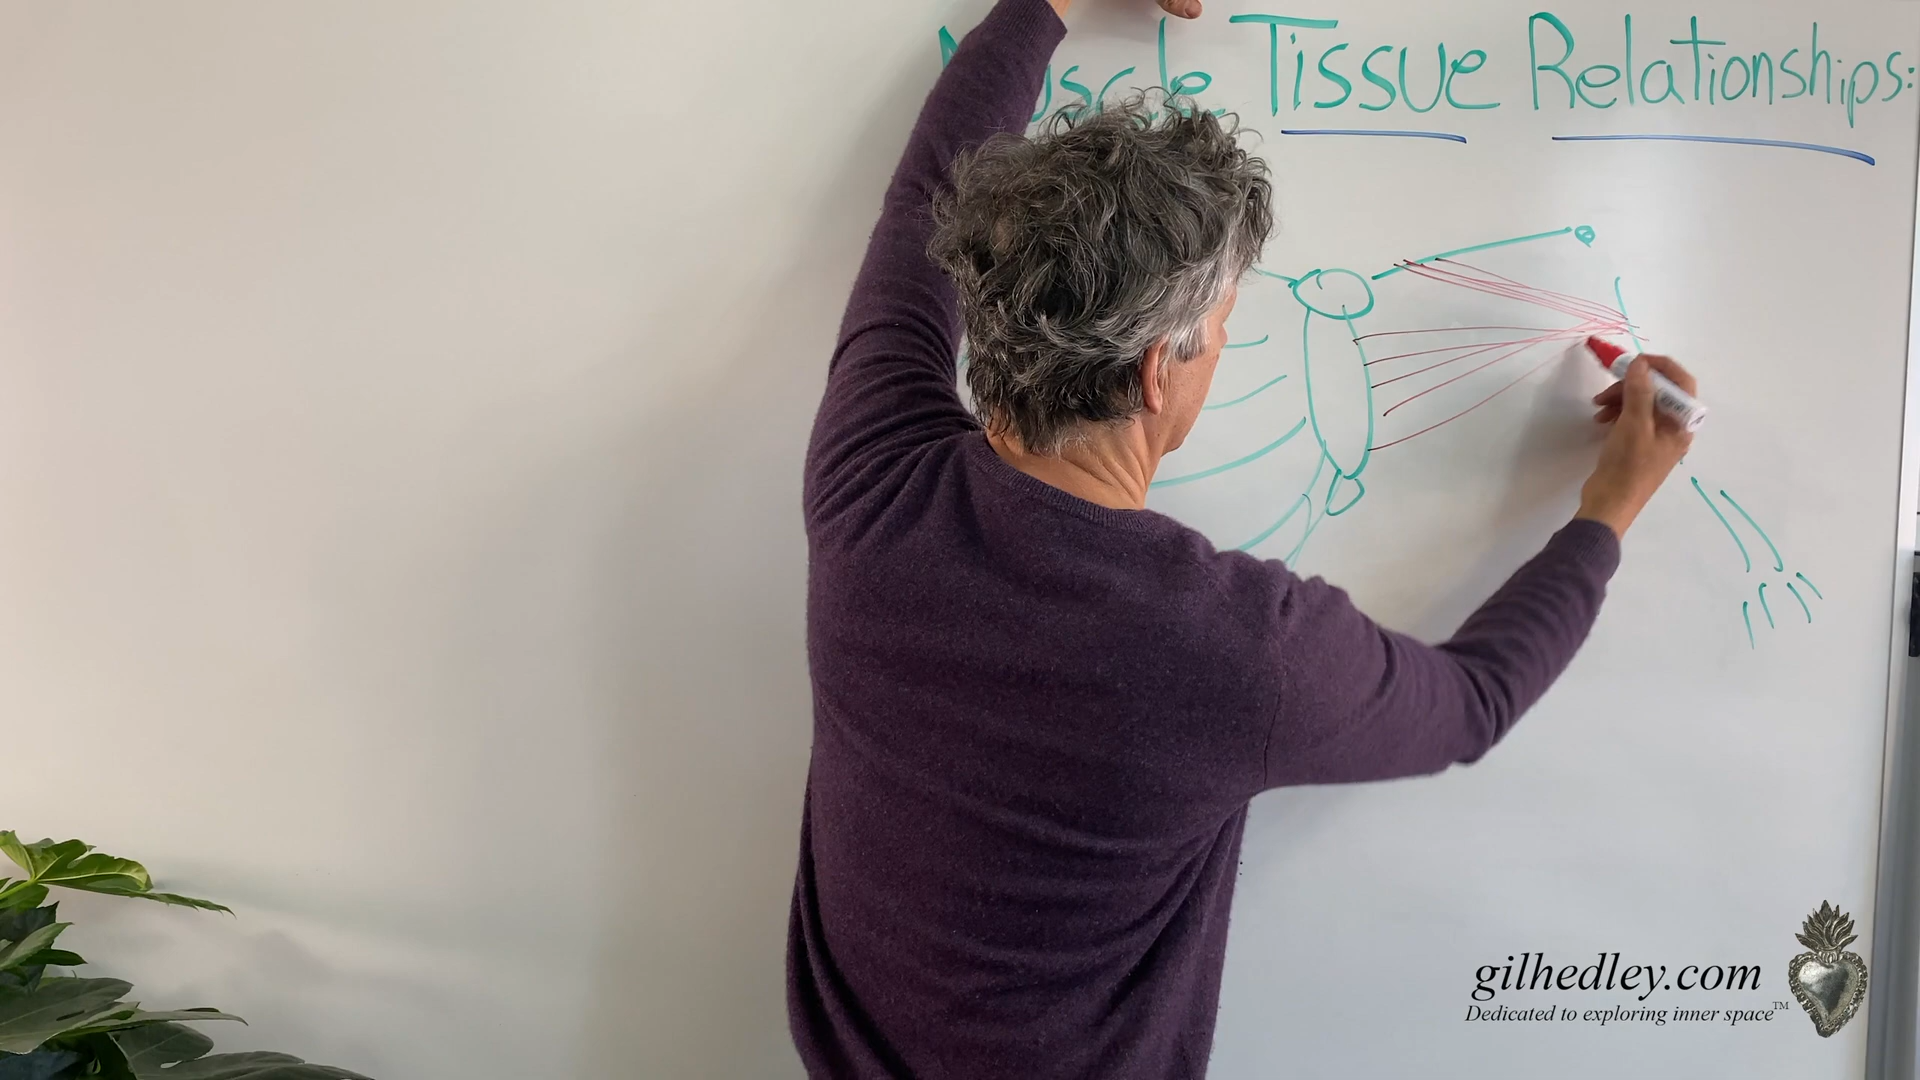 Muscle Tissue Relationships:
gilhedley.com
Dedicated to exploring inner space™